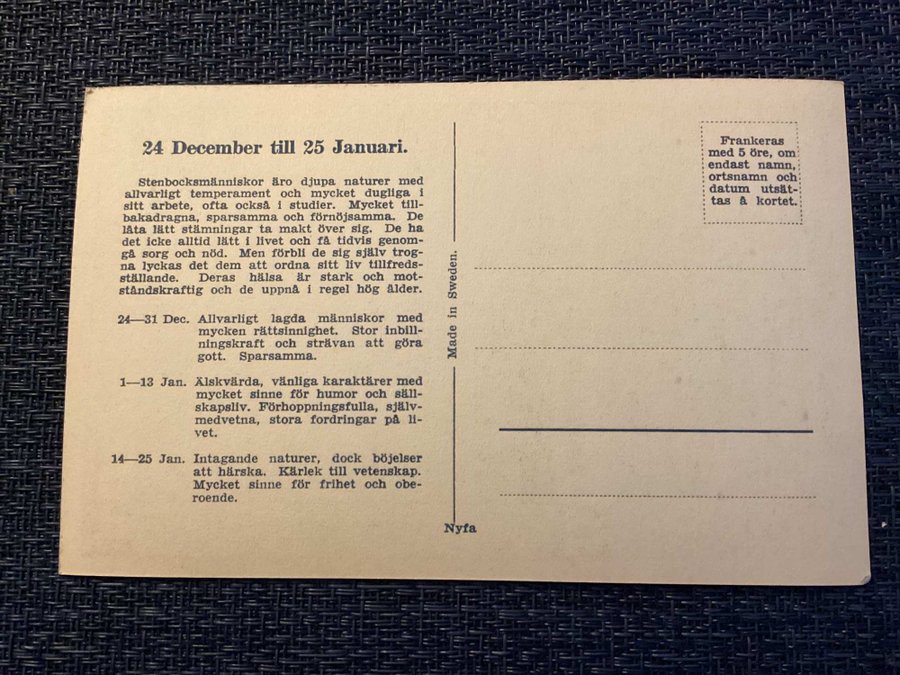 24 December till 25 Januari.
Stenbocksmänniskor äro djupa naturer med
allvarligt temperament och mycket dugliga i
sitt arbete, ofta också i studier. Mycket till-
bakadragna, sparsamma och förnöjsamma. De
låta lätt stämningar ta makt över sig. De ha
det icke alltid lätt i livet och få tidvis genom-
gå sorg och nöd. Men förbli de sig själv trog-
na lyckas det dem att ordna sitt liv tillfreds-
ställande. Deras hälsa är stark och mot-
ståndskraftig och de uppnå i regel hög ålder.
24—31 Dec. Allvarligt lagda människor med
mycken rättsinnighet. Stor inbill-
ningskraft och strävan att göra
gott. Sparsamma.
1—13 Jan. Älskvärda, vänliga karaktärer med
mycket sinne för humor och säll-
skapsliv. Förhoppningsfulla, själv-
medvetna, stora fordringar på li-
vet.
14—25 Jan. Intagande naturer, dock böjelser
att härska. Kärlek till vetenskap.
Mycket sinne för frihet och obe-
roende.
Made in Sweden.
Nyfa
Frankeras
med 5 öre, om
endast namn,
ortsnamn och
datum utsät-
tas å kortet.